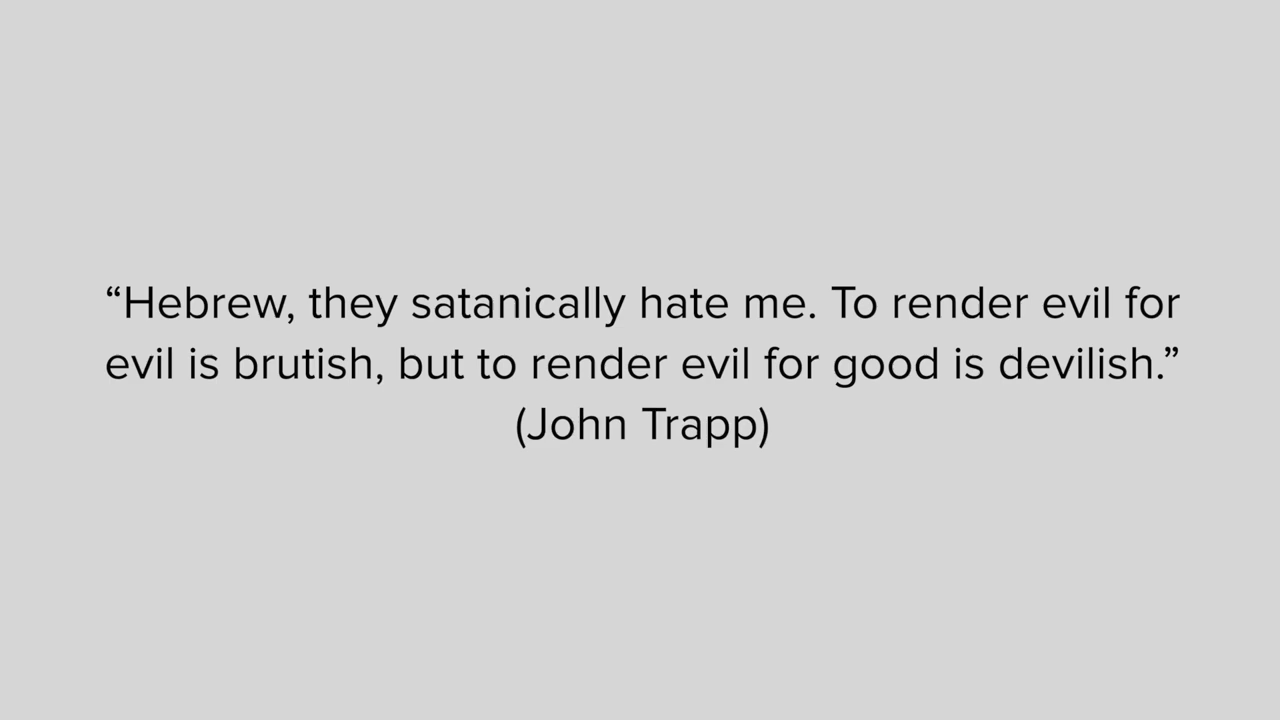 “Hebrew, they satanically hate me. To render evil for
evil is brutish, but to render evil for good is devilish.”
(John Trapp)